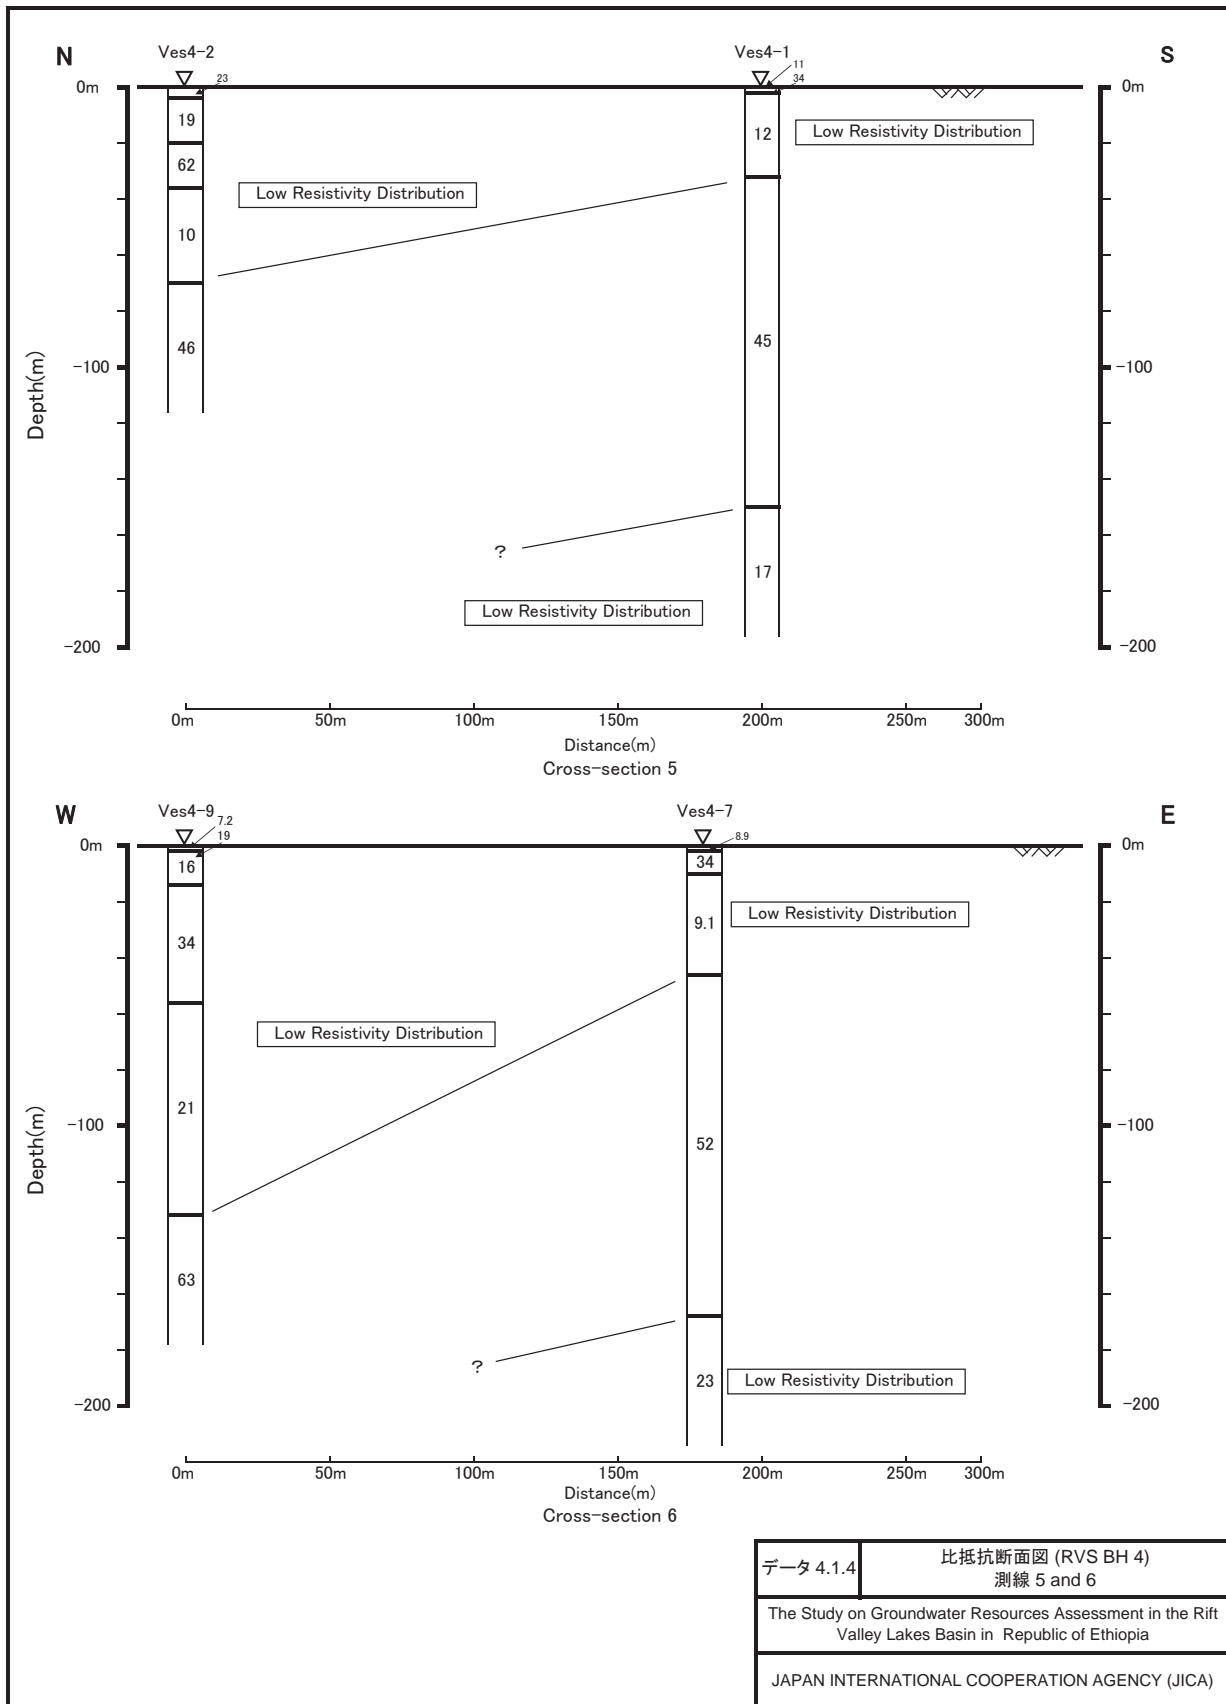 N
Ves4-2
Ves4-1
S
23
11
34
0m
0m
19
12
Low Resistivity Distribution
62
Low Resistivity Distribution
10
45
46
Depth(m)
-100
-100
?
17
Low Resistivity Distribution
-200
-200
0m 50m 100m 150m 200m 250m 300m
Distance(m)
Cross-section 5
W
Ves4-9
Ves4-7
E
7.2
19
8.9
0m
0m
16
34
34
9.1
Low Resistivity Distribution
Low Resistivity Distribution
21
52
Depth(m)
-100
-100
63
?
23
Low Resistivity Distribution
-200
-200
0m 50m 100m 150m 200m 250m 300m
Distance(m)
Cross-section 6
データ 4.1.4
比抵抗断面図 (RVS BH 4)
測線 5 and 6
The Study on Groundwater Resources Assessment in the Rift
Valley Lakes Basin in Republic of Ethiopia
JAPAN INTERNATIONAL COOPERATION AGENCY (JICA)